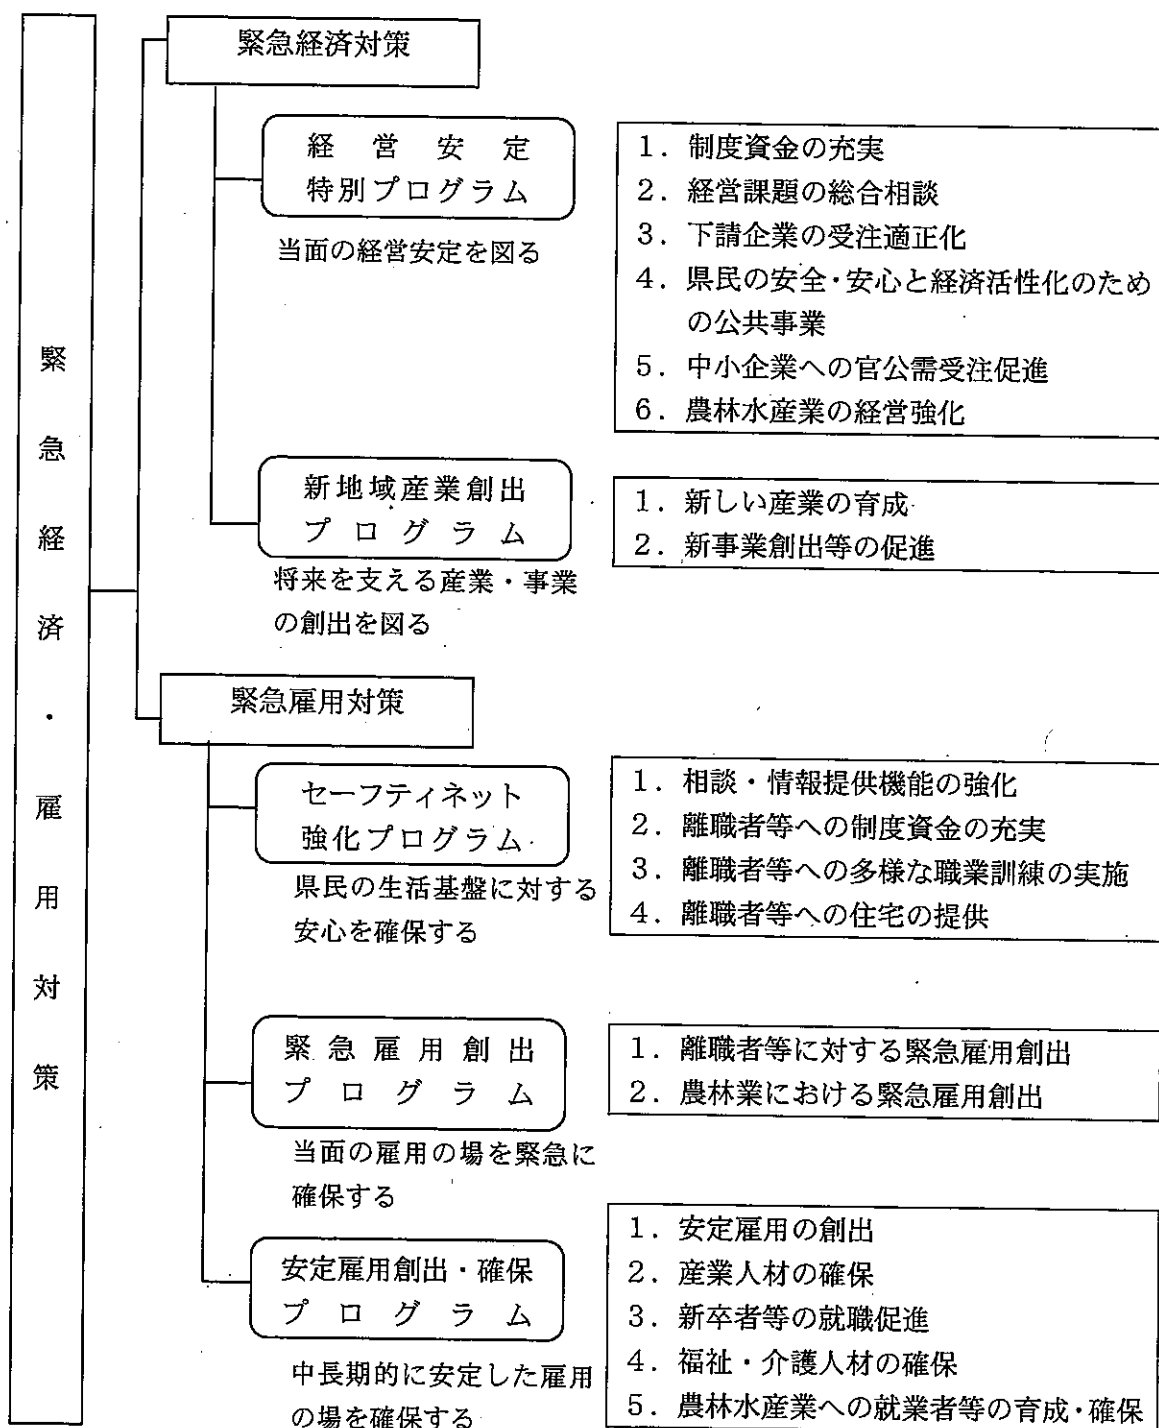 緊急経済・雇用対策
緊急経済対策
経営安定
特別プログラム
当面の経営安定を図る
1．制度資金の充実
2．経営課題の総合相談
3．下請企業の受注適正化
4．県民の安全・安心と経済活性化のため
の公共事業
5．中小企業への官公需受注促進
6．農林水産業の経営強化
新地域産業創出
プログラム
将来を支える産業・事業
の創出を図る
1．新しい産業の育成
2．新事業創出等の促進
緊急雇用対策
セーフティネット
強化プログラム
県民の生活基盤に対する
安心を確保する
1．相談・情報提供機能の強化
2．離職者等への制度資金の充実
3．離職者等への多様な職業訓練の実施
4．離職者等への住宅の提供
緊急雇用創出
プログラム
当面の雇用の場を緊急に
確保する
1．離職者等に対する緊急雇用創出
2．農林業における緊急雇用創出
安定雇用創出・確保
プログラム
中長期的に安定した雇用
の場を確保する
1．安定雇用の創出
2．産業人材の確保
3．新卒者等の就職促進
4．福祉・介護人材の確保
5．農林水産業への就業者等の育成・確保